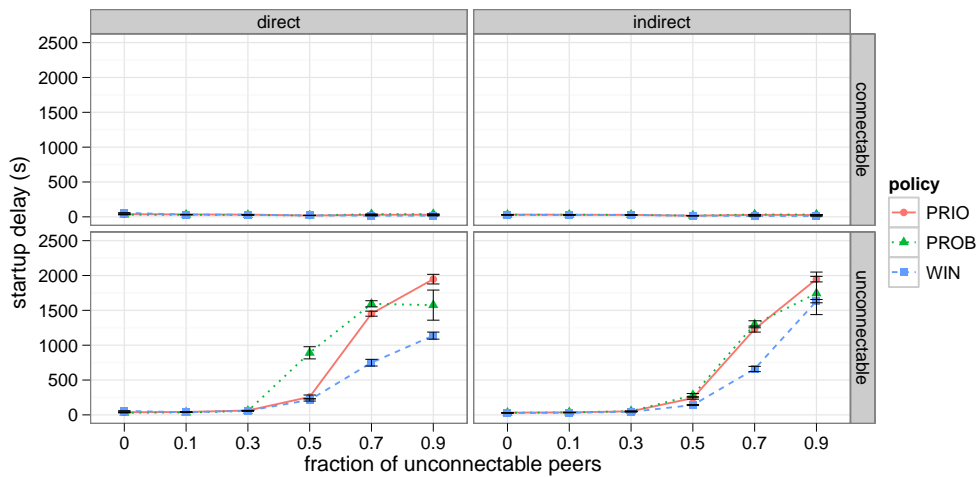 direct indirect
2500
2000
1500
1000
500
0
connectable
2500
2000
1500
1000
500
0
unconnectable
startup delay (s)
0 0.1 0.3 0.5 0.7 0.9 0 0.1 0.3 0.5 0.7 0.9
fraction of unconnectable peers
policy
PRIO
PROB
WIN